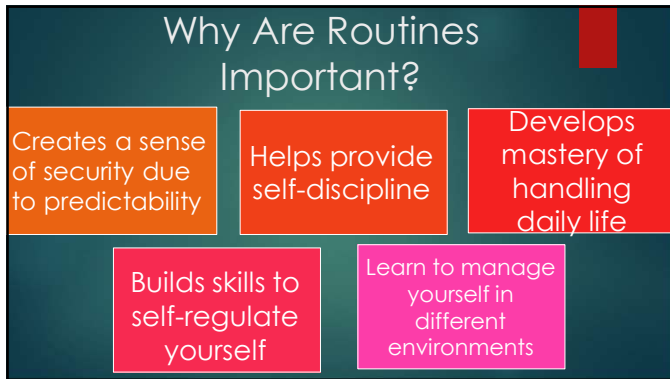 Why Are Routines
Important?
Creates a sense
of security due
to predictability
Helps provide
self-discipline
Develops
mastery of
handling
daily life
Builds skills to
self-regulate
yourself
Learn to manage
yourself in
different
environments